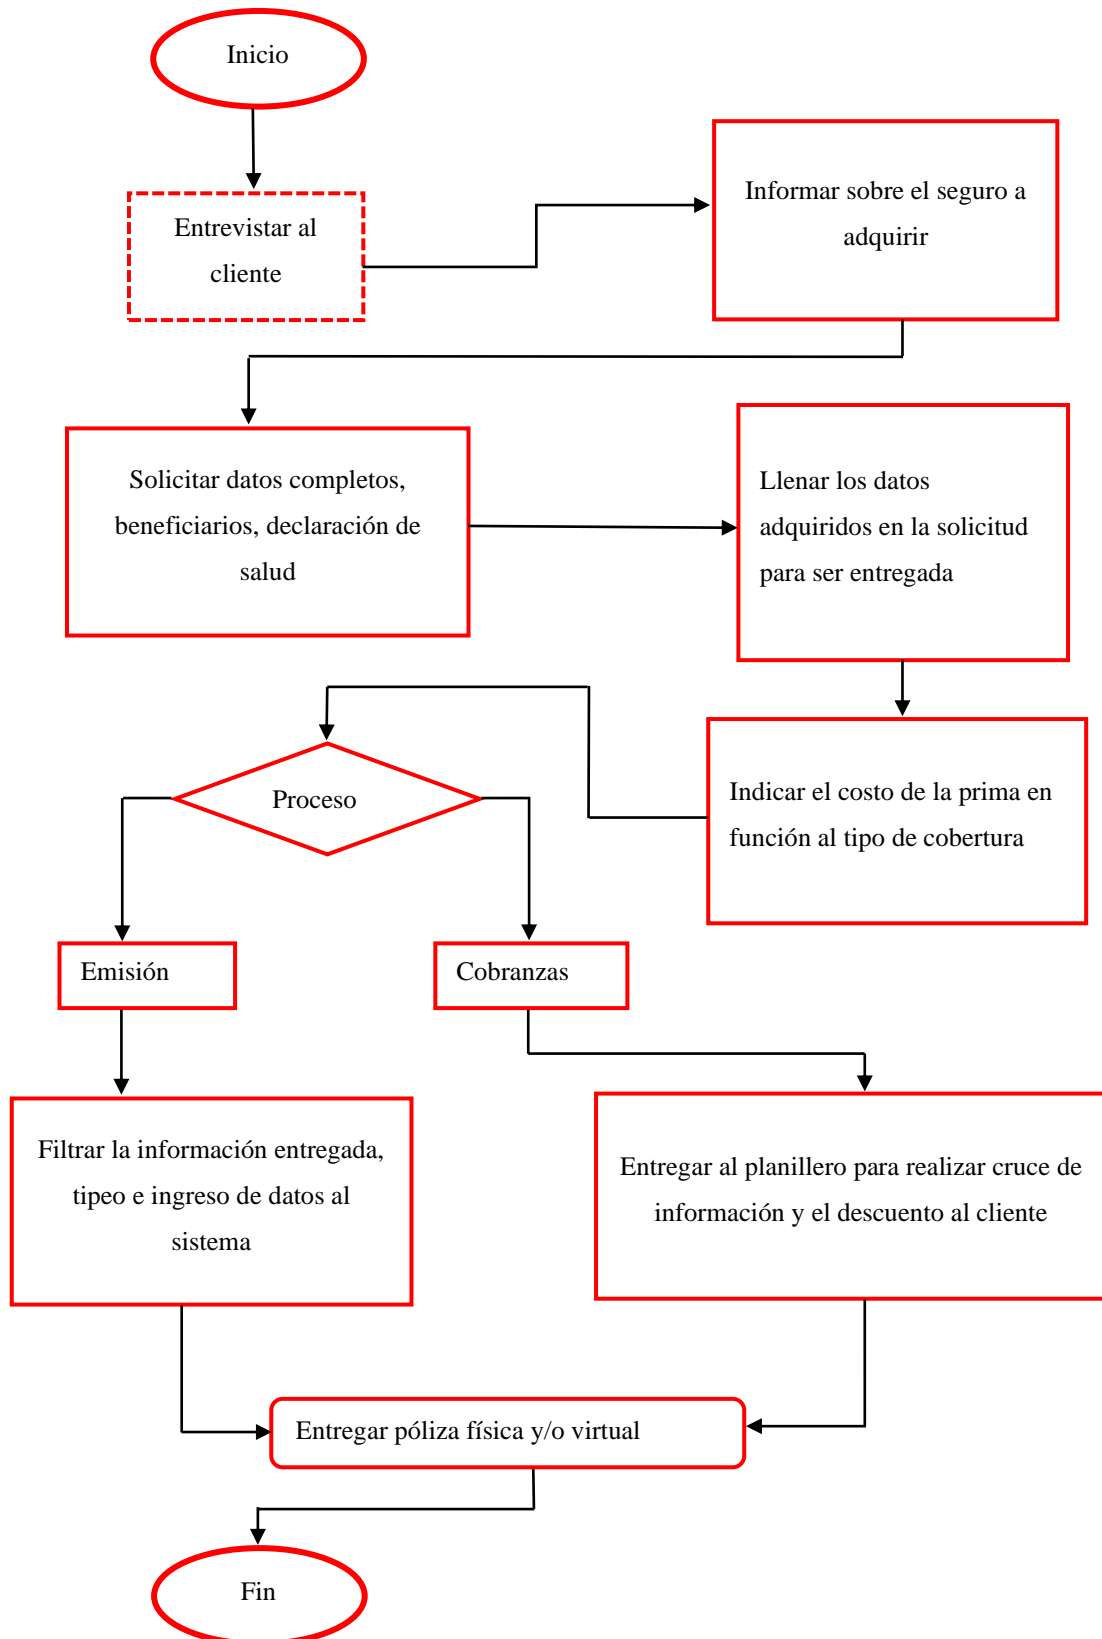 Inicio
Entrevistar al
cliente
Informar sobre el seguro a
adquirir
Solicitar datos completos,
beneficiarios, declaración de
salud
Llenar los datos
adquiridos en la solicitud
para ser entregada
Indicar el costo de la prima en
función al tipo de cobertura
Proceso
Emisión
Cobranzas
Filtrar la información entregada,
tipeo e ingreso de datos al
sistema
Entregar al planillero para realizar cruce de
información y el descuento al cliente
Entregar póliza física y/o virtual
Fin